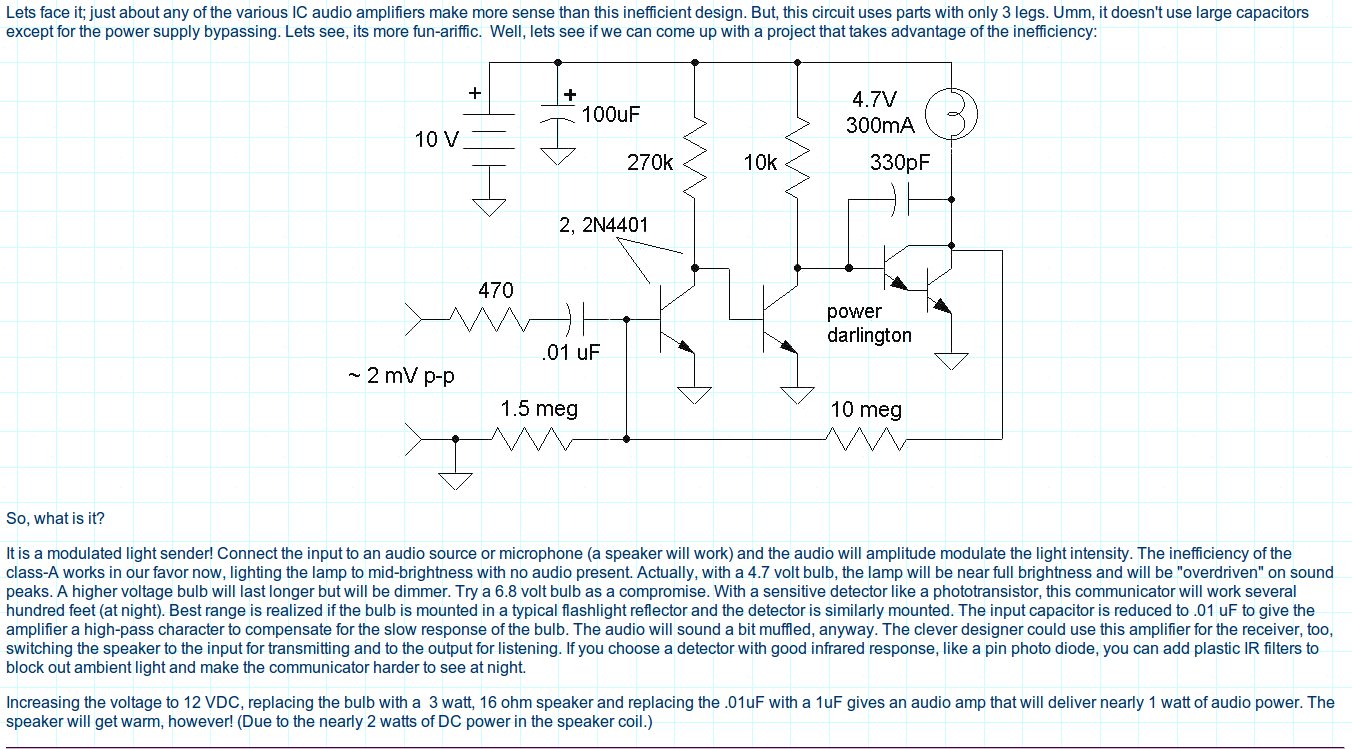 Lets face it; just about any of the various IC audio amplifiers make more sense than this inefficient design. But, this circuit uses parts with only 3 legs. Umm, it doesn't use large capacitors
except for the power supply bypassing. Lets see, its more fun-ariffic. Well, lets see if we can come up with a project that takes advantage of the inefficiency:
+
+
4.7V
100uF
300mA
10 V
270k
10k
330pF
2, 2N4401
470
power
darlington
.01 uF
~ 2 mV p-p
1.5 meg
10 meg
So, what is it?
It is a modulated light sender! Connect the input to an audio source or microphone (a speaker will work) and the audio will amplitude modulate the light intensity. The inefficiency of the
class-A works in our favor now, lighting the lamp to mid-brightness with no audio present. Actually, with a 4.7 volt bulb, the lamp will be near full brightness and will be "overdriven" on sound
peaks. A higher voltage bulb will last longer but will be dimmer. Try a 6.8 volt bulb as a compromise. With a sensitive detector like a phototransistor, this communicator will work several
hundred feet (at night). Best range is realized if the bulb is mounted in a typical flashlight reflector and the detector is similarly mounted. The input capacitor is reduced to .01 uF to give the
amplifier a high-pass character to compensate for the slow response of the bulb. The audio will sound a bit muffled, anyway. The clever designer could use this amplifier for the receiver, too,
switching the speaker to the input for transmitting and to the output for listening. If you choose a detector with good infrared response, like a pin photo diode, you can add plastic IR filters to
block out ambient light and make the communicator harder to see at night.
Increasing the voltage to 12 VDC, replacing the bulb with a 3 watt, 16 ohm speaker and replacing the .01uF with a 1uF gives an audio amp that will deliver nearly 1 watt of audio power. The
speaker will get warm, however! (Due to the nearly 2 watts of DC power in the speaker coil.)